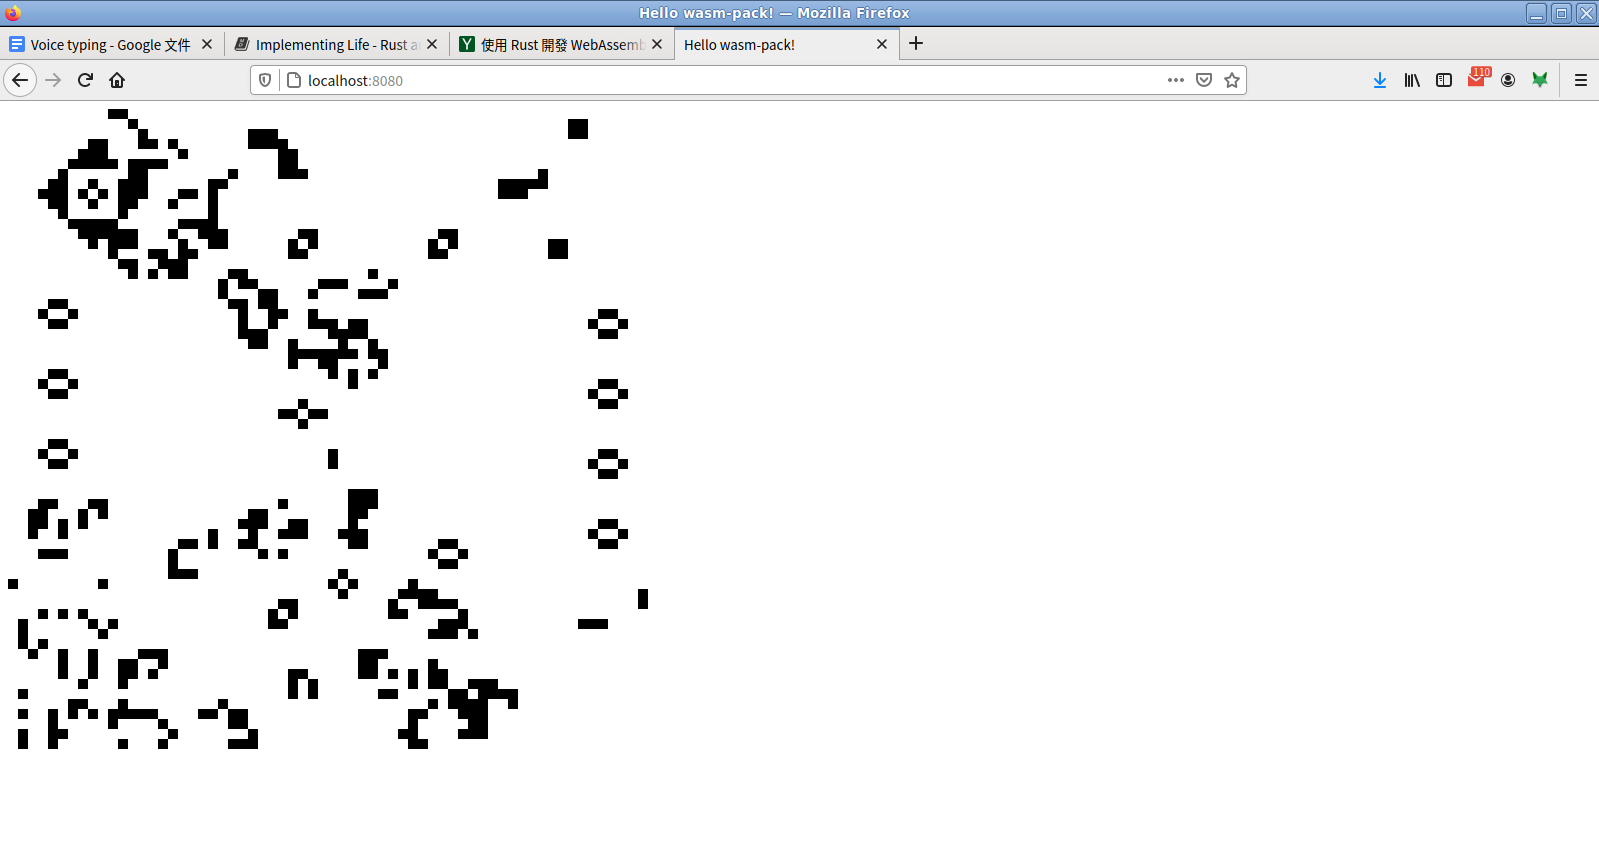 Hello wasm-pack! — Mozilla Firefox
Voice typing - Google 文件
Implementing Life - Rust a
使用 Rust 開發 WebAssemb
Hello wasm-pack!
localhost:8080
110